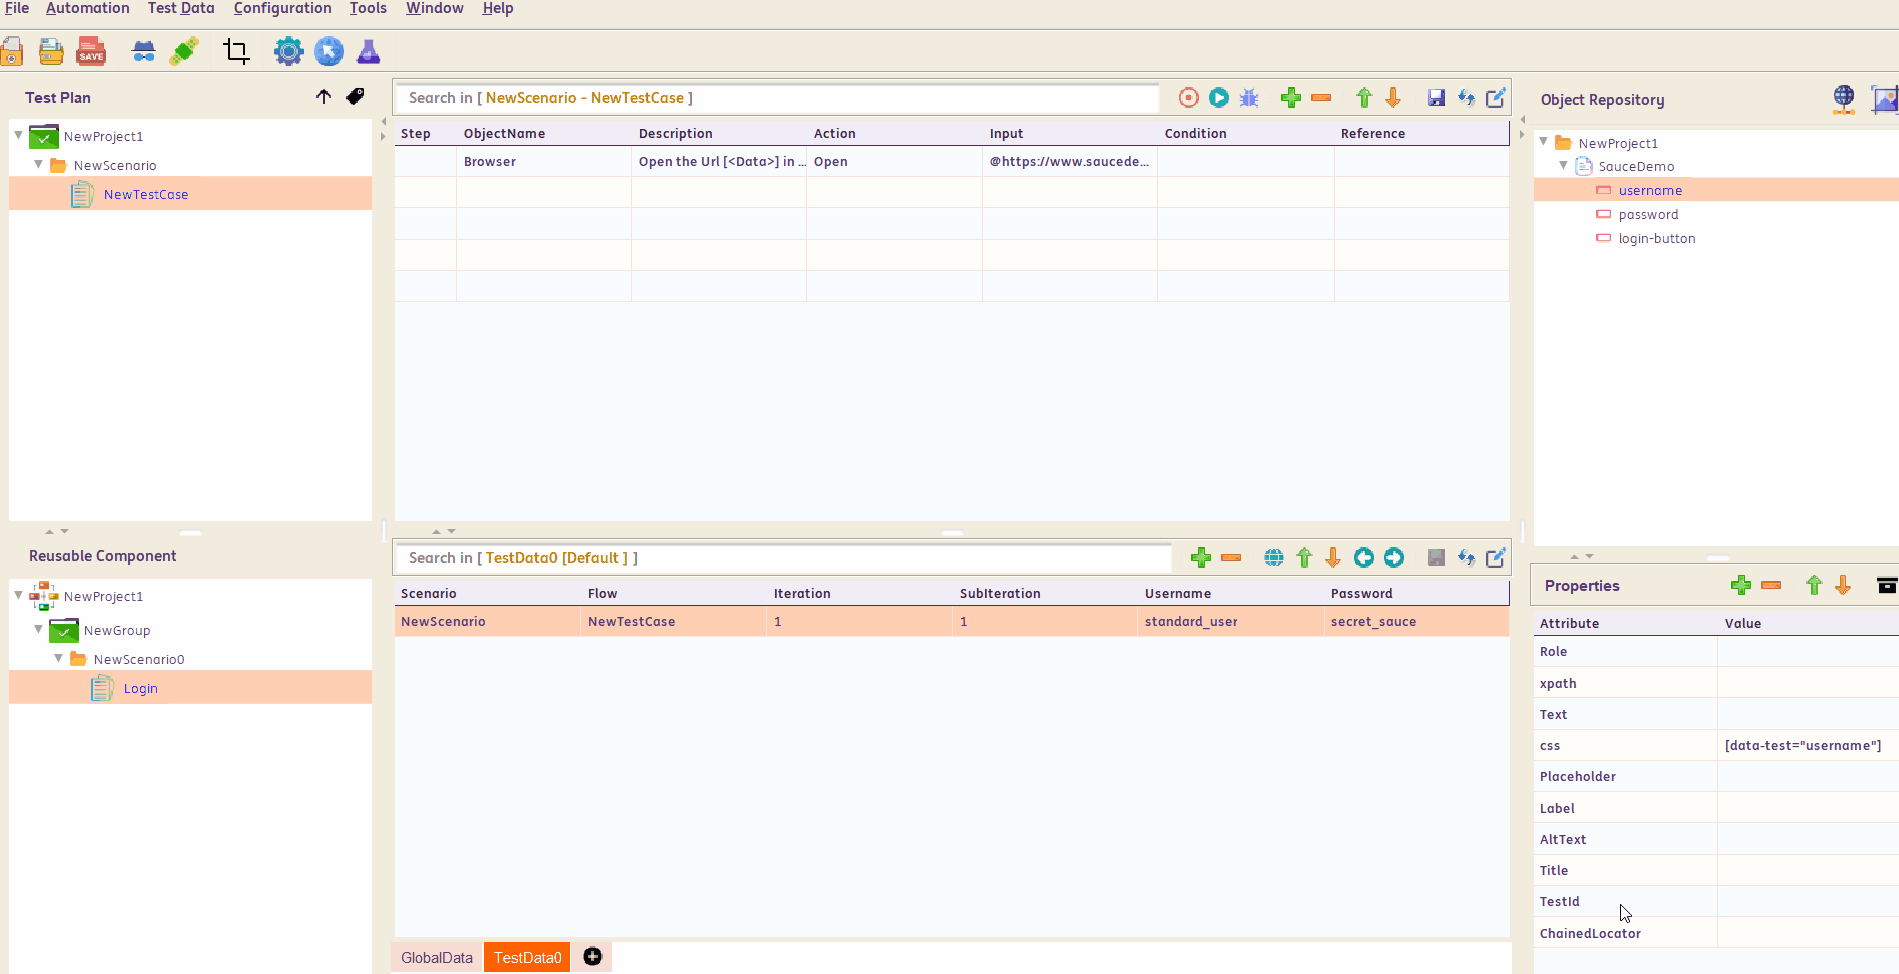 File Automation Test Data Configuration Tools Window Help
SAVE
Test Plan
NewProject1
NewScenario
NewTestCase
Search in [ NewScenario - NewTestCase ]
Step ObjectName Description Action Input Condition Reference
Browser Open the Url [<Data>] in ... Open @https://www.saucede...
Object Repository
NewProject1
SauceDemo
username
password
login-button
Reusable Component
NewProject1
NewGroup
NewScenario0
Login
Search in [ TestData0 [Default ] ]
Scenario Flow Iteration SubIteration Username Password
NewScenario NewTestCase 1 1 standard_user secret_sauce
GlobalData TestData0
Properties
Attribute Value
Role
xpath
Text
css [data-test="username"]
Placeholder
Label
AltText
Title
TestId
ChainedLocator